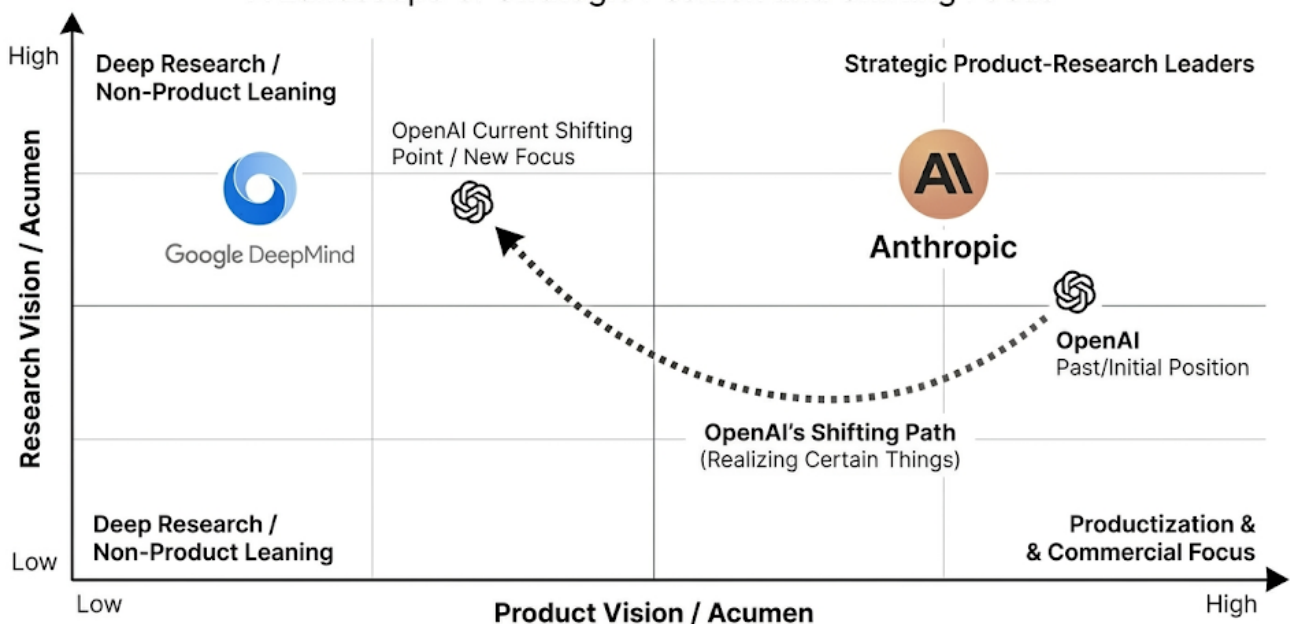 High
Deep Research /
Non-Product Leaning
Strategic Product-Research Leaders
OpenAI Current Shifting
Point / New Focus
AI
Google DeepMind
Anthropic
OpenAI
Past/Initial Position
OpenAI's Shifting Path
(Realizing Certain Things)
Research Vision / Acumen
Deep Research /
Non-Product Leaning
Productization &
& Commercial Focus
Low
Low
Product Vision / Acumen
High